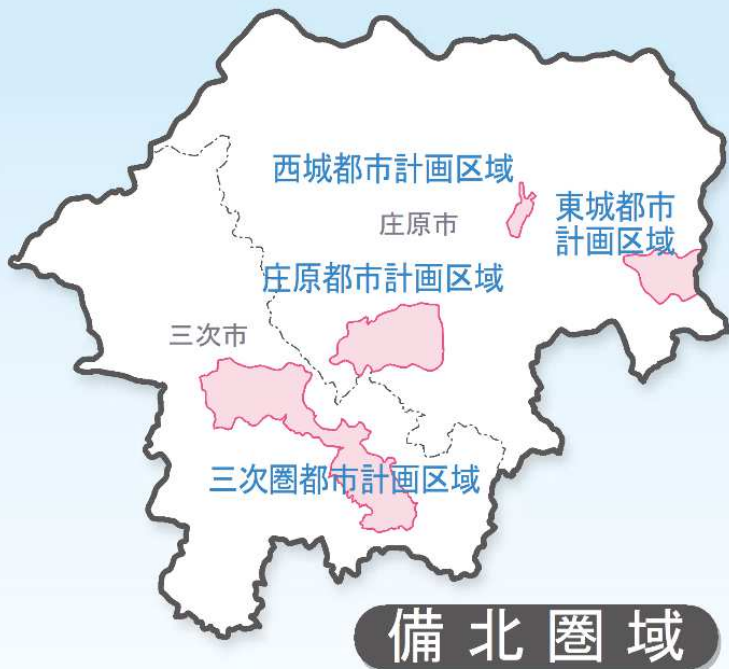 西城都市計画区域
庄原市
東城都市
計画区域
庄原都市計画区域
三次市
三次圏都市計画区域
備北圏域